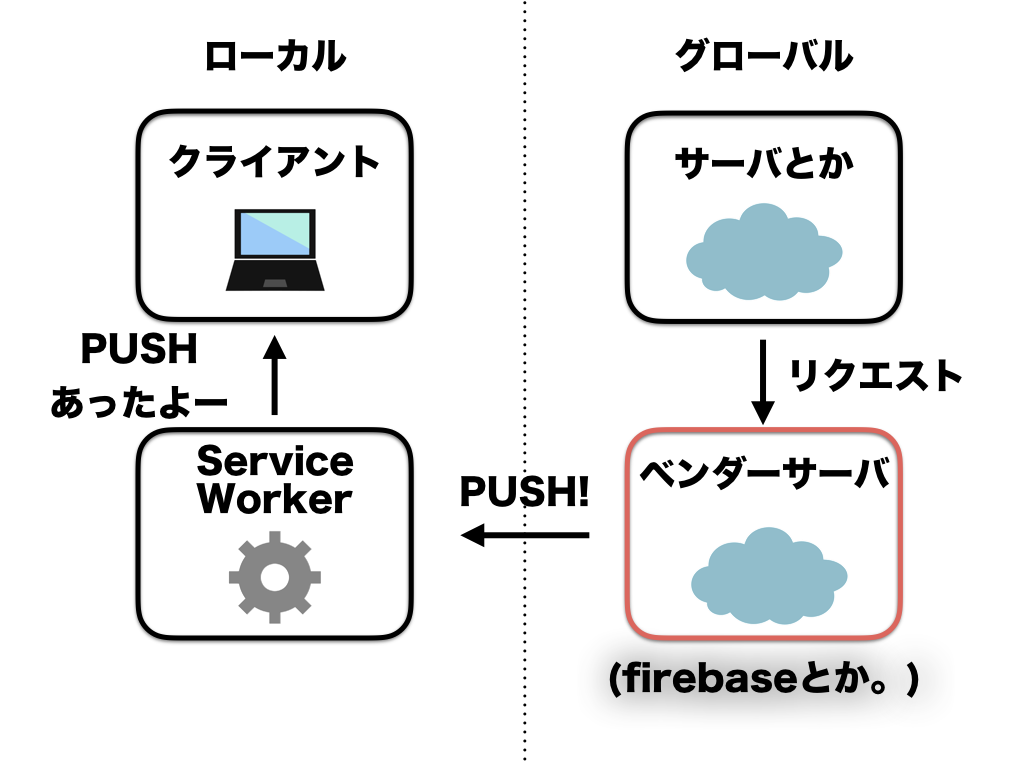 ローカル
グローバル
クライアント
サーバとか
PUSH
あったよー
リクエスト
Service
Worker
PUSH!
ベンダーサーバ
(firebaseとか。)